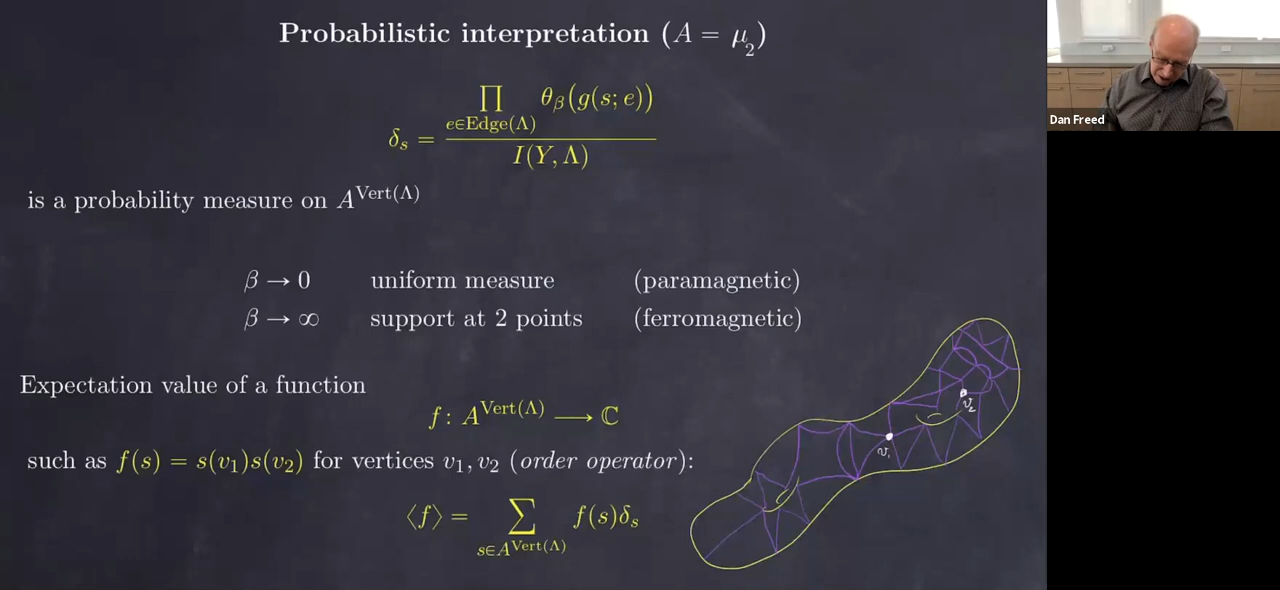 Probabilistic interpretation (A = μ₂)
δₛ = ∏_{e∈Edge(Λ)} θ_β(g(s; e)) / I(Y, Λ)
is a probability measure on A^{Vert(Λ)}
β → 0 uniform measure (paramagnetic)
β → ∞ support at 2 points (ferromagnetic)
Expectation value of a function
f : A^{Vert(Λ)} ⟶ ℂ
such as f(s) = s(v₁)s(v₂) for vertices v₁, v₂ (order operator):
⟨f⟩ = ∑_{s∈A^{Vert(Λ)}} f(s)δₛ
v₂
v₁
Dan Freed